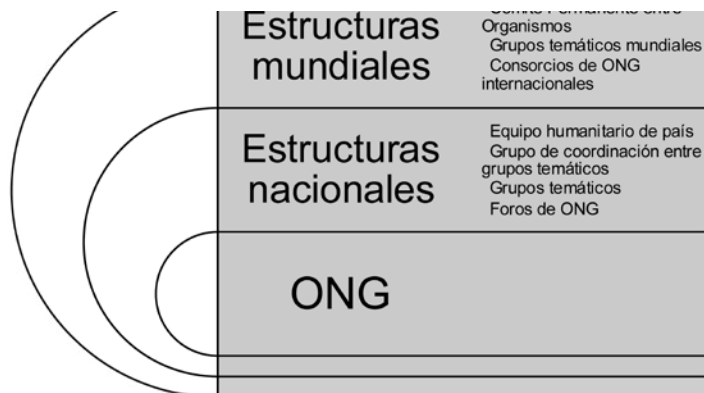 Estructuras
mundiales
Organismos
Grupos temáticos mundiales
Consorcios de ONG
internacionales
Estructuras
nacionales
Equipo humanitario de país
Grupo de coordinación entre
grupos temáticos
Grupos temáticos
Foros de ONG
ONG